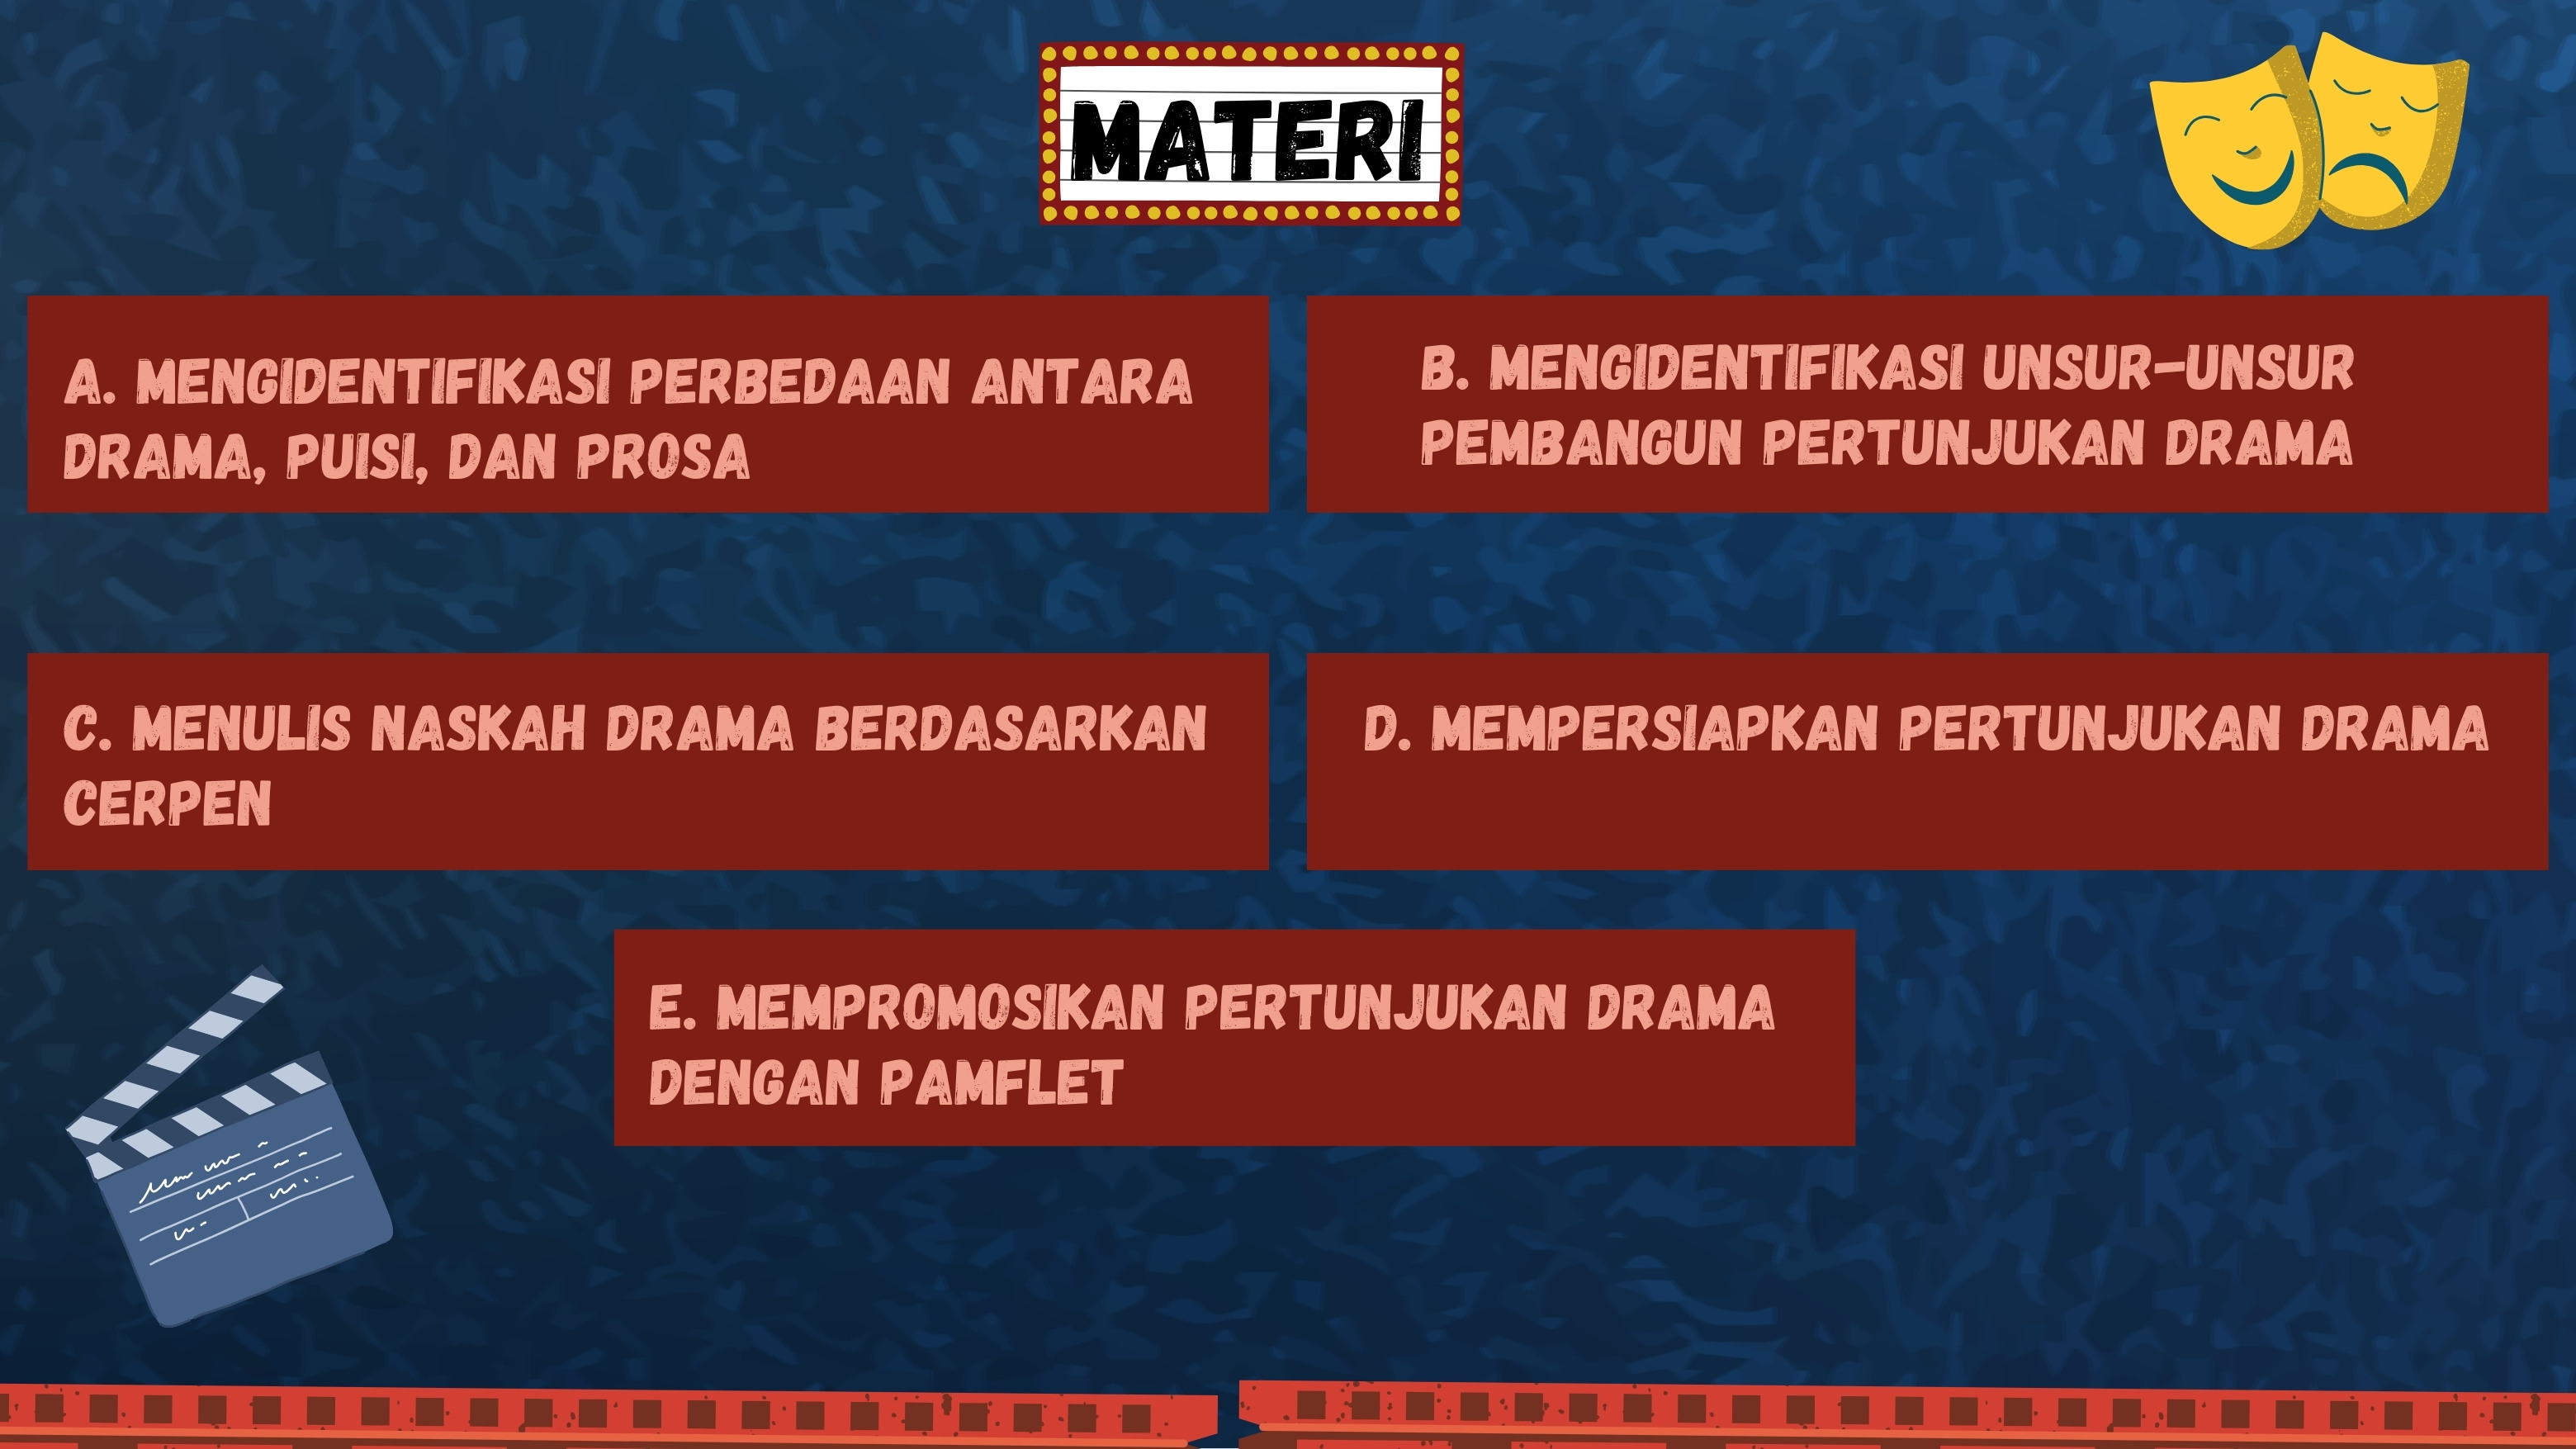 MATERI
A. MENGIDENTIFIKASI PERBEDAAN ANTARA
DRAMA, PUISI, DAN PROSA
B. MENGIDENTIFIKASI UNSUR-UNSUR
PEMBANGUN PERTUNJUKAN DRAMA
C. MENULIS NASKAH DRAMA BERDASARKAN
CERPEN
D. MEMPERSIAPKAN PERTUNJUKAN DRAMA
E. MEMPROMOSIKAN PERTUNJUKAN DRAMA
DENGAN PAMFLET